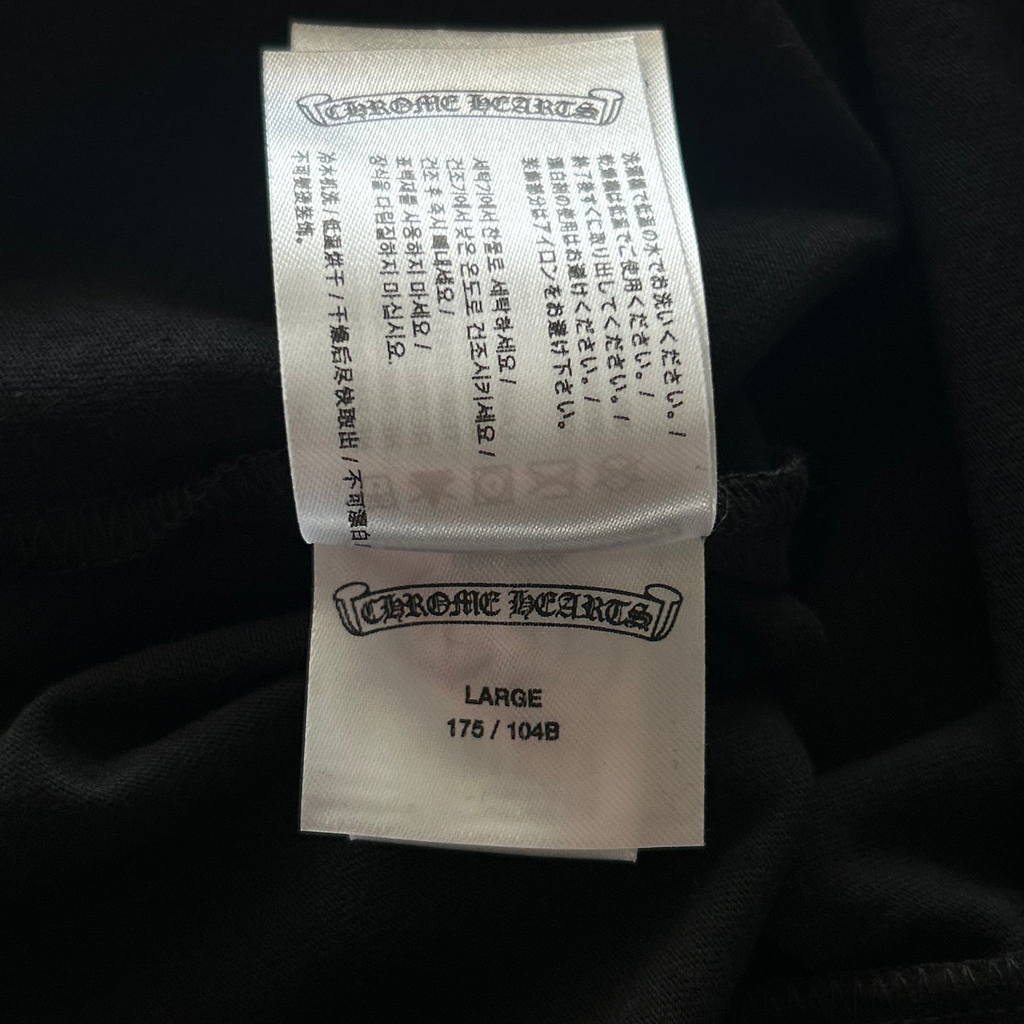 CHROME HEARTS
洗濯機で低温の水でお洗いください。/
乾燥機は低温でご使用ください。/
終了後すぐに取り出してください。/
蛋白剤の使用はお避けください。/
装飾部分はアイロンをお避け下さい。
세탁기에서 찬물로 세탁하세요 /
건조기에서 낮은 온도로 건조시키세요 /
건조 후 즉시 꺼내세요 /
표백제를 사용하지 마세요 /
장식을 다림질하지 마십시요.
冷水机洗 / 低温烘干 / 干燥后尽快取出 / 不可漂白 /
不可熨烫装饰。
CHROME HEARTS
LARGE
175 / 104B